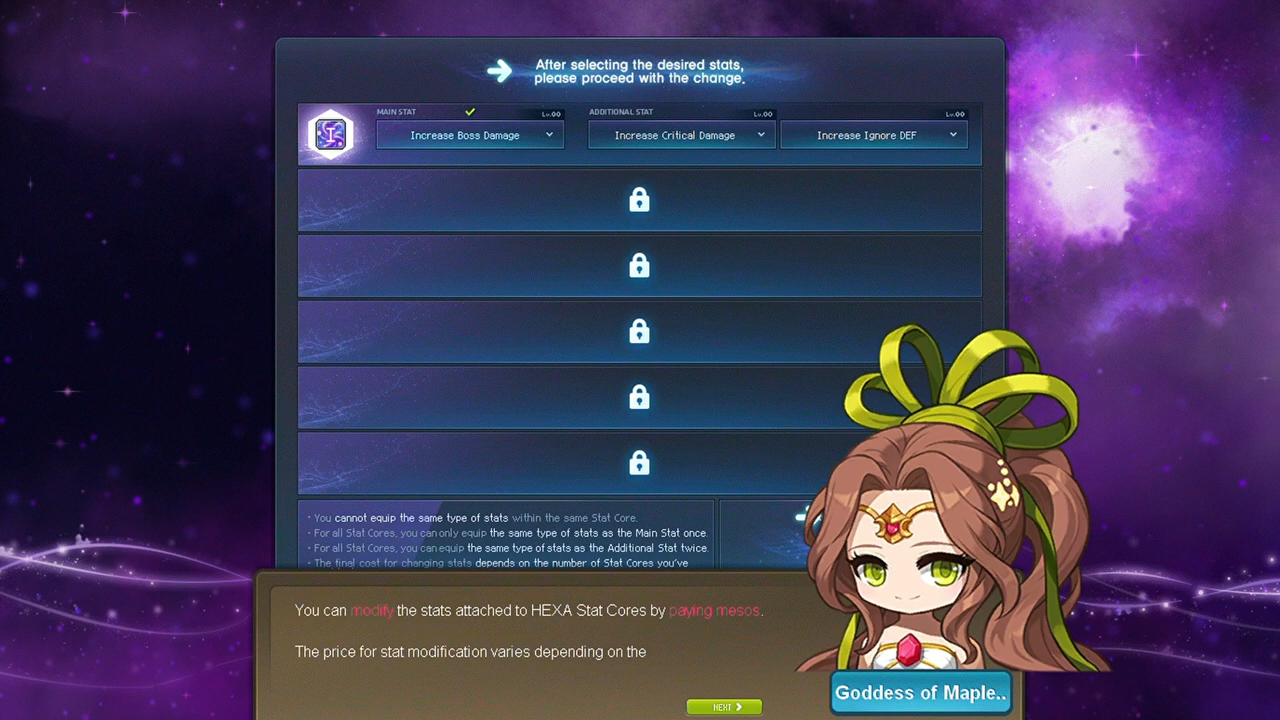 After selecting the desired stats,
please proceed with the change.
MAIN STAT
Lv.00
ADDITIONAL STAT
Lv.00
Lv.00
I
Increase Boss Damage
Increase Critical Damage
Increase Ignore DEF
· You cannot equip the same type of stats within the same Stat Core.
· For all Stat Cores, you can only equip the same type of stats as the Main Stat once.
· For all Stat Cores, you can equip the same type of stats as the Additional Stat twice.
· The final cost for changing stats depends on the number of Stat Cores you've
You can modify the stats attached to HEXA Stat Cores by paying mesos.
The price for stat modification varies depending on the
Goddess of Maple..
NEXT